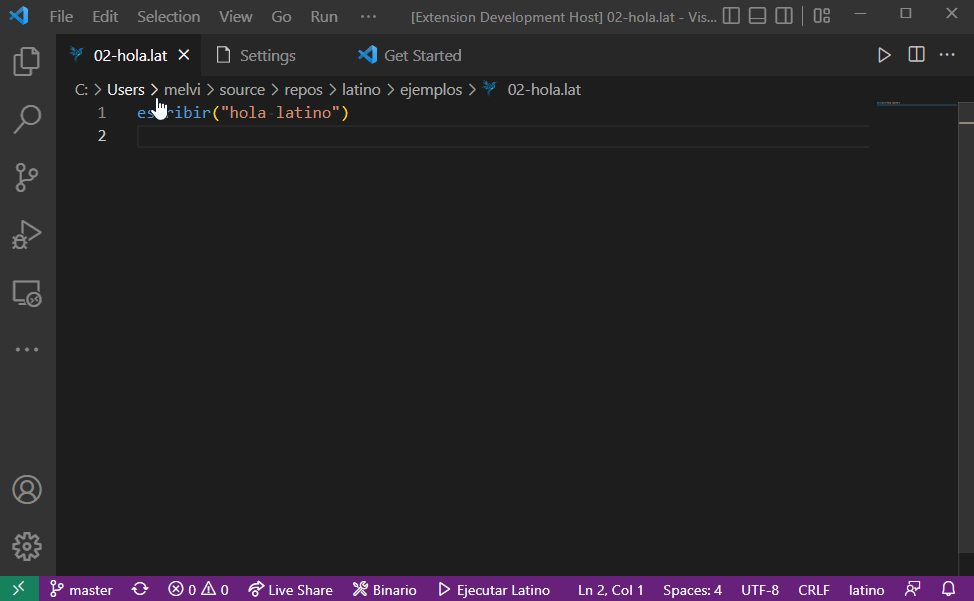 File Edit Selection View Go Run ··· [Extension Development Host] 02-hola.lat - Vis...
02-hola.lat Settings Get Started
C: > Users > melvi > source > repos > latino > ejemplos > 02-hola.lat
1 escribir("hola latino")
2
master 0 0 Live Share Binario Ejecutar Latino Ln 2, Col 1 Spaces: 4 UTF-8 CRLF latino